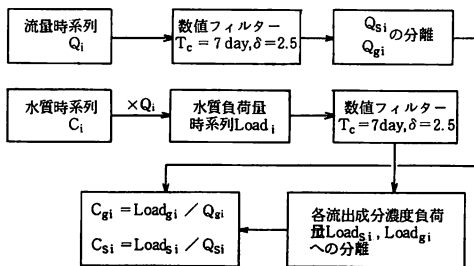 流量時系列
Qi
数値フィルター
Tc = 7 day, δ = 2.5
Qsi
Qgi
の分離
水質時系列
Ci
×Qi
水質負荷量
時系列Load i
数値フィルター
Tc = 7day, δ = 2.5
Cgi = Loadgi / Qgi
Csi = Loadsi / Qsi
各流出成分濃度負荷
量Loadsi, Loadgi
への分離